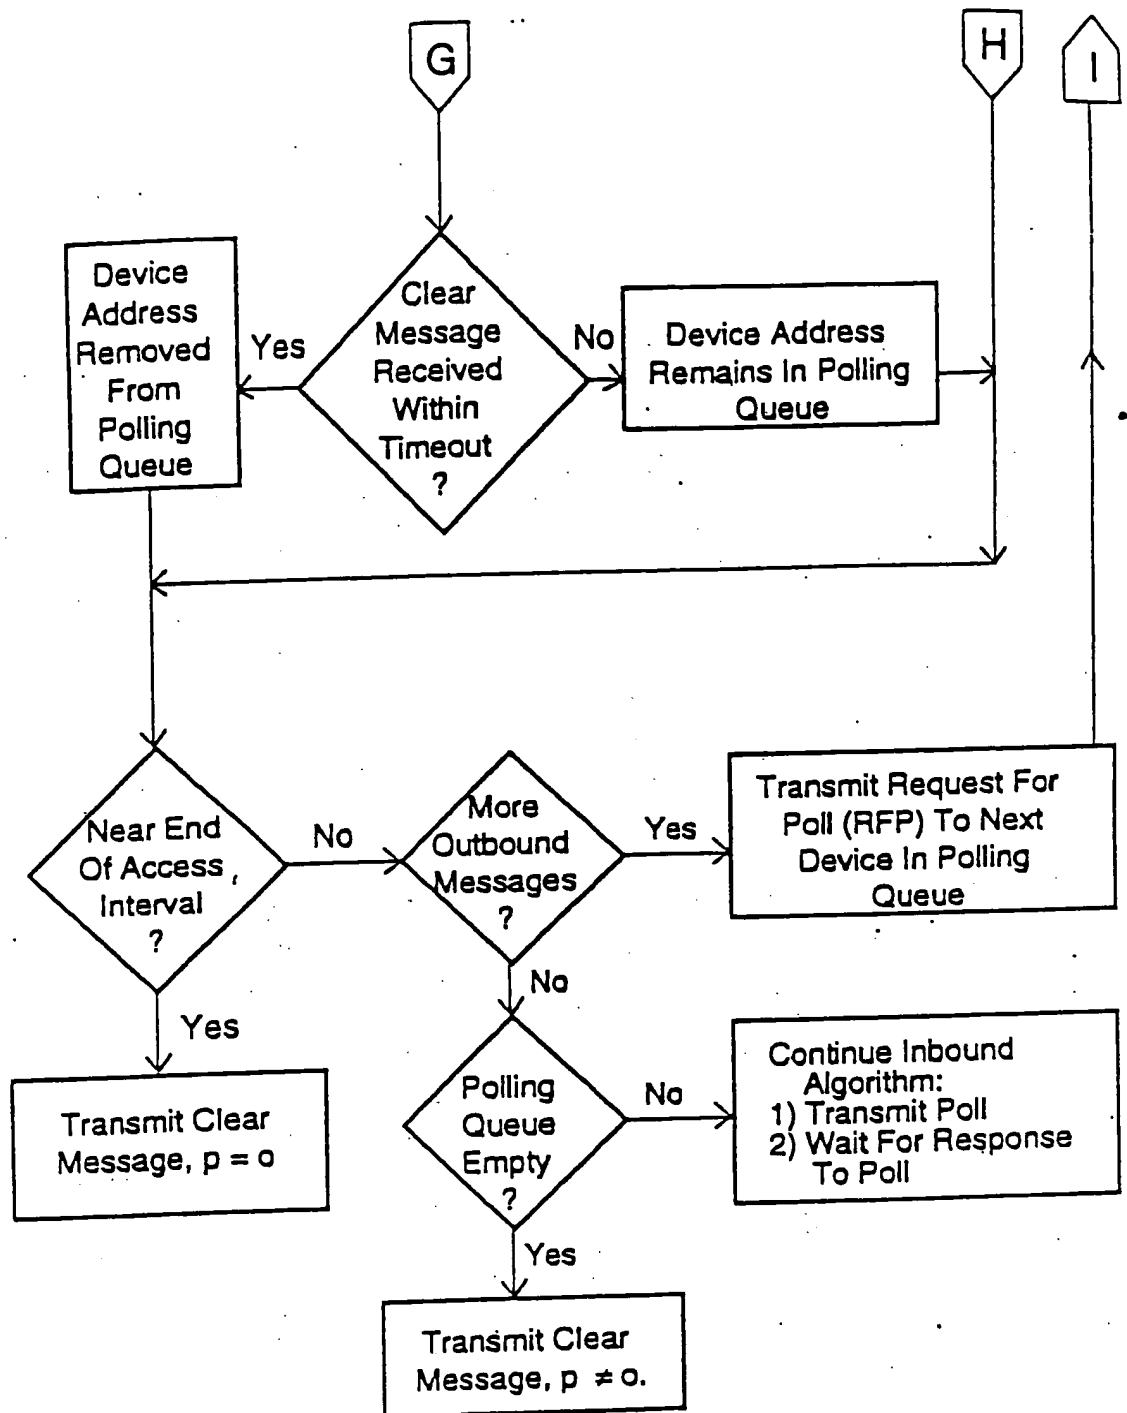 G
H
I
Device
Address
Removed
From
Polling
Queue
Yes
Clear
Message
Received
Within
Timeout
?
No
Device Address
Remains In Polling
Queue
Near End
Of Access
Interval
?
No
More
Outbound
Messages
?
Yes
Transmit Request For
Poll (RFP) To Next
Device In Polling
Queue
Yes
No
Transmit Clear
Message, p = o
Polling
Queue
Empty
?
No
Continue Inbound
Algorithm:
1) Transmit Poll
2) Wait For Response
To Poll
Yes
Transmit Clear
Message, p ≠ o.